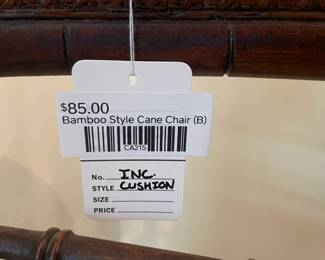 $85.00
Bamboo Style Cane Chair (B)
CA215
No. INC.
STYLE CUSHION
SIZE
PRICE